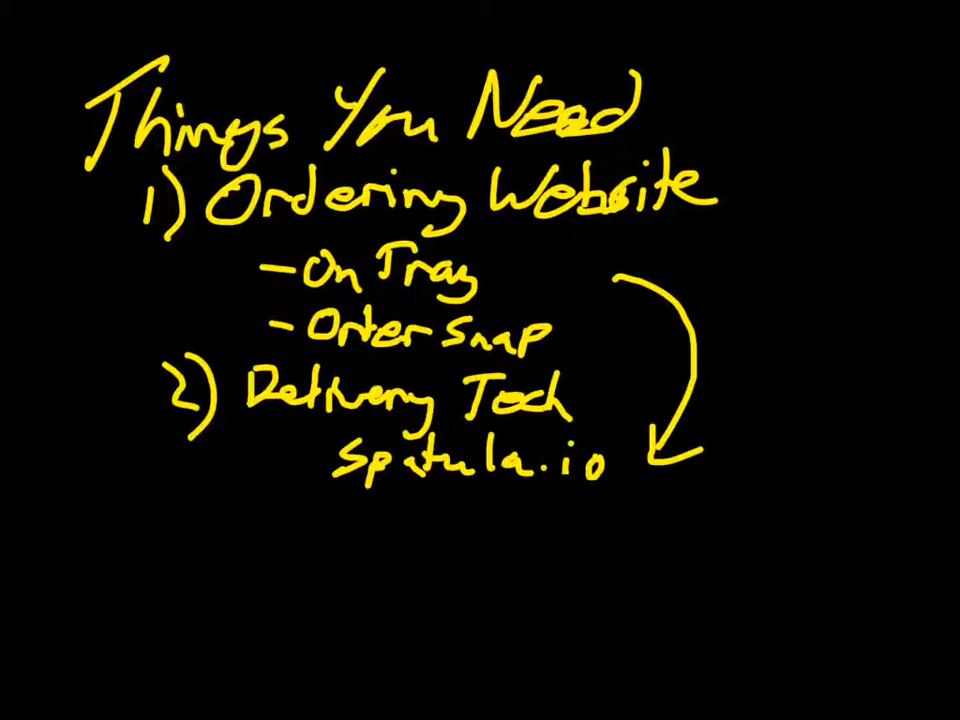 Things You Need
1) Ordering Website
- On Tray
- Order Snap
2) Delivery Tech
spatula.io